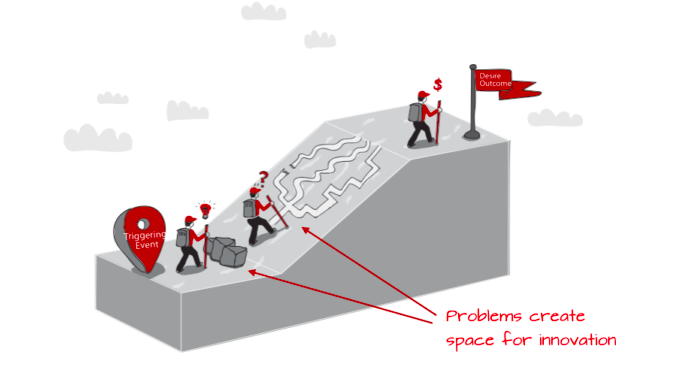 $
Desire
Outcome
?
Triggering
Event
Problems create
space for innovation